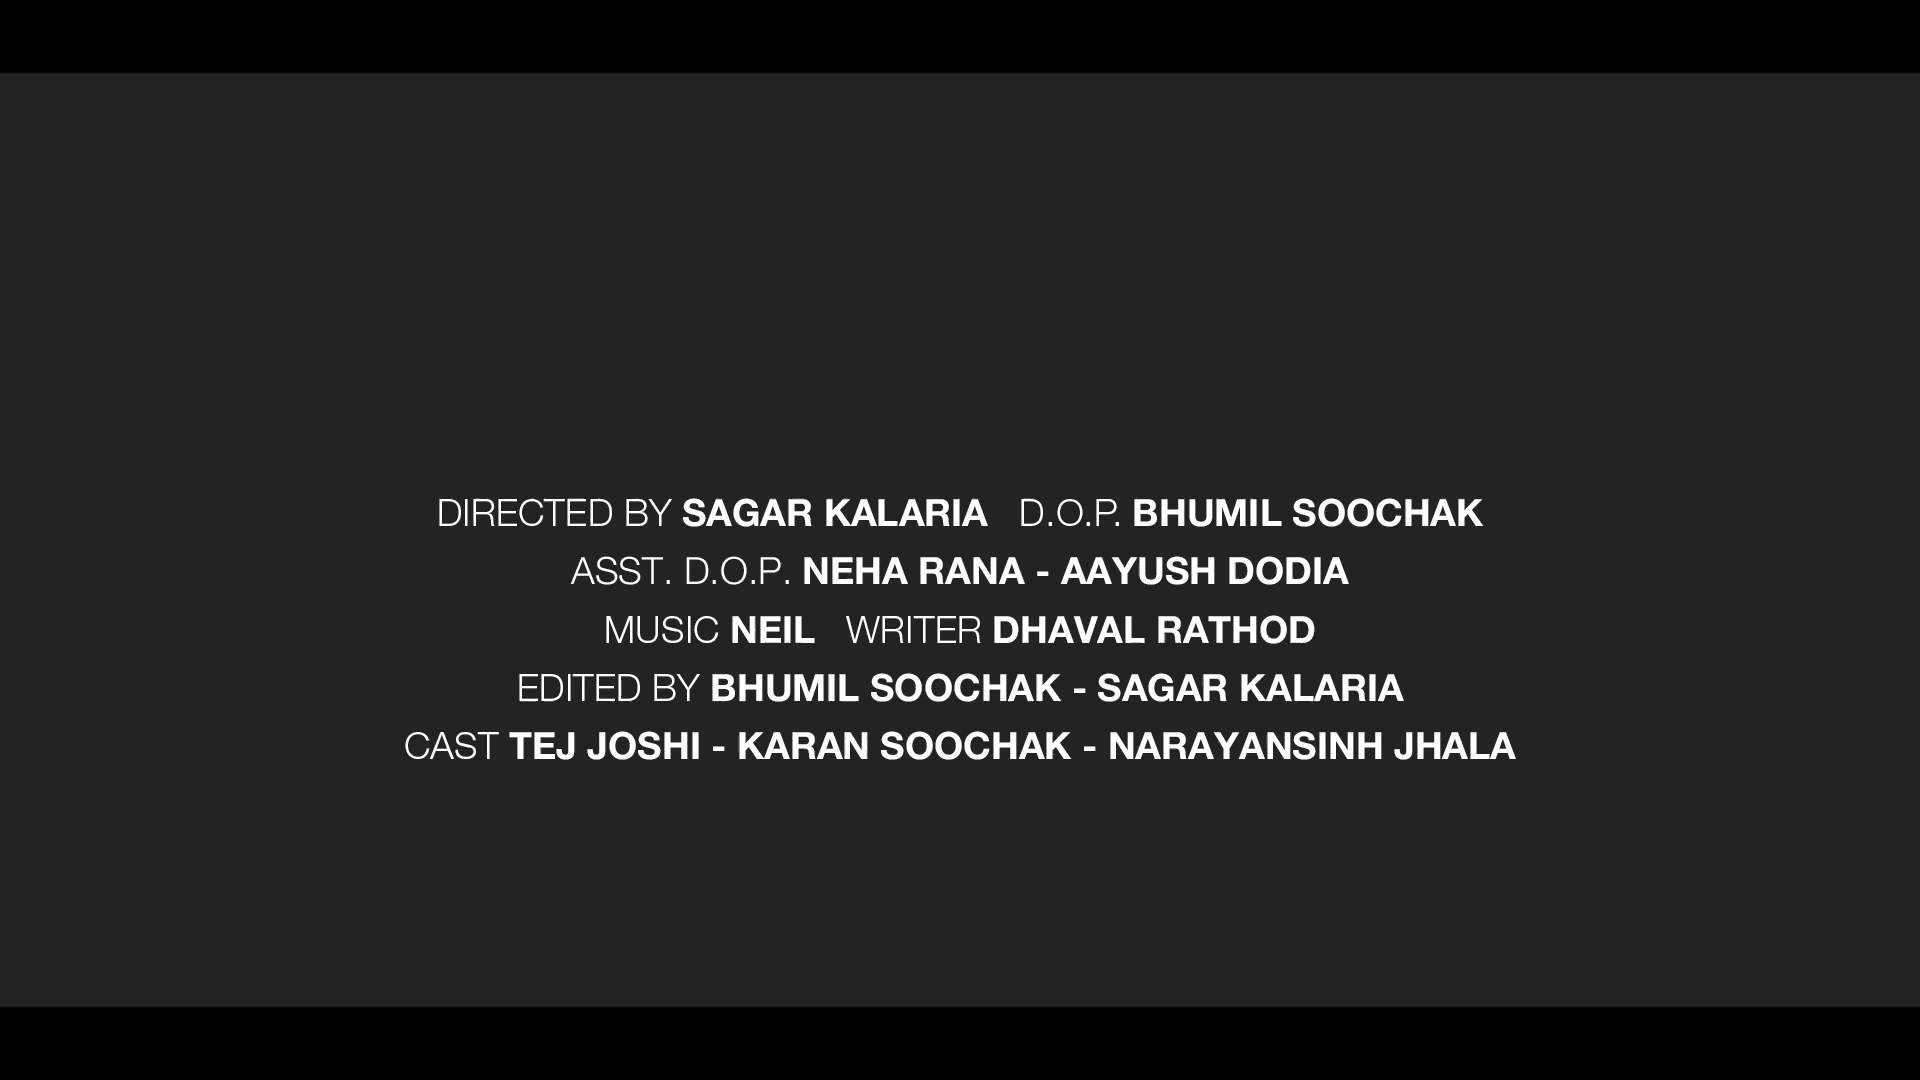 DIRECTED BY SAGAR KALARIA D.O.P. BHUMIL SOOCHAK
ASST. D.O.P. NEHA RANA - AAYUSH DODIA
MUSIC NEIL WRITER DHAVAL RATHOD
EDITED BY BHUMIL SOOCHAK - SAGAR KALARIA
CAST TEJ JOSHI - KARAN SOOCHAK - NARAYANSINH JHALA